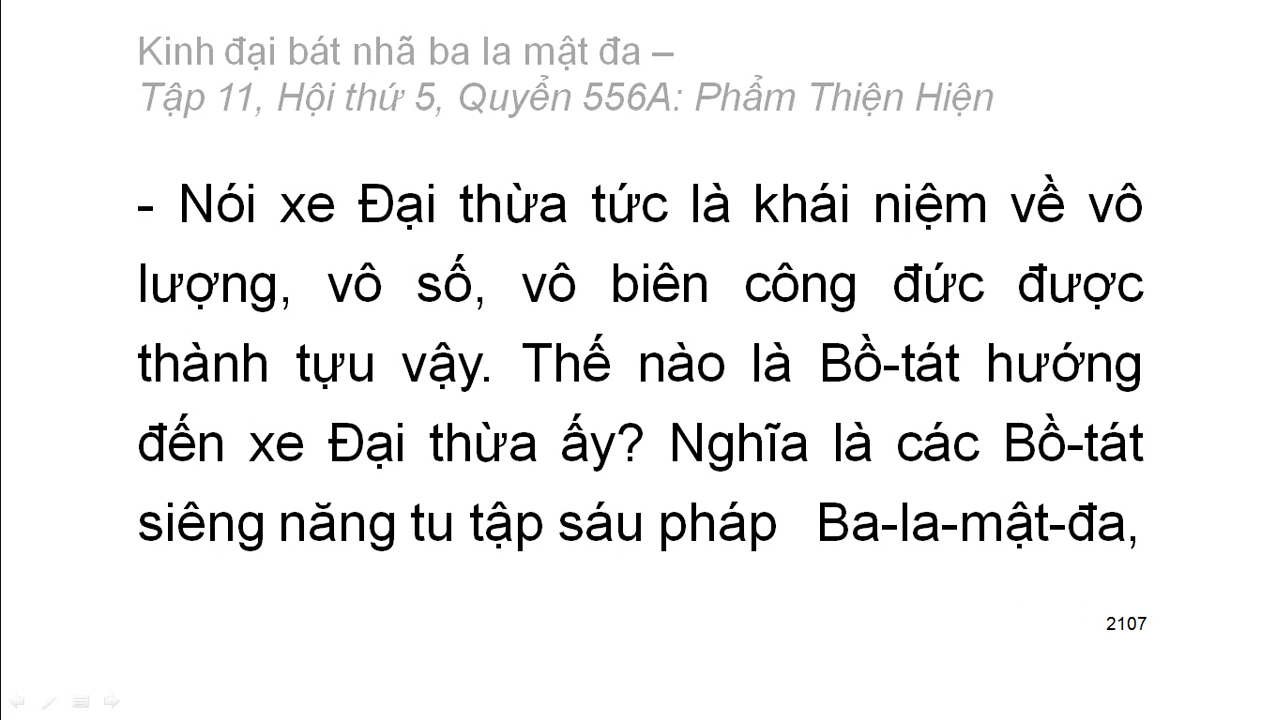 Kinh đại bát nhã ba la mật đa –
Tập 11, Hội thứ 5, Quyển 556A: Phẩm Thiện Hiện
- Nói xe Đại thừa tức là khái niệm về vô
lượng, vô số, vô biên công đức được
thành tựu vậy. Thế nào là Bồ-tát hướng
đến xe Đại thừa ấy? Nghĩa là các Bồ-tát
siêng năng tu tập sáu pháp Ba-la-mật-đa,
2107